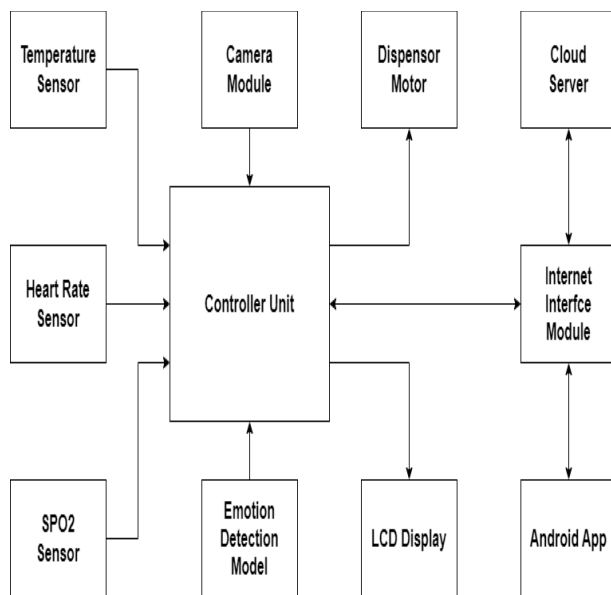 Temperature
Sensor
Camera
Module
Dispensor
Motor
Cloud
Server
Heart Rate
Sensor
Controller Unit
Internet
Interfce
Module
SPO2
Sensor
Emotion
Detection
Model
LCD Display
Android App